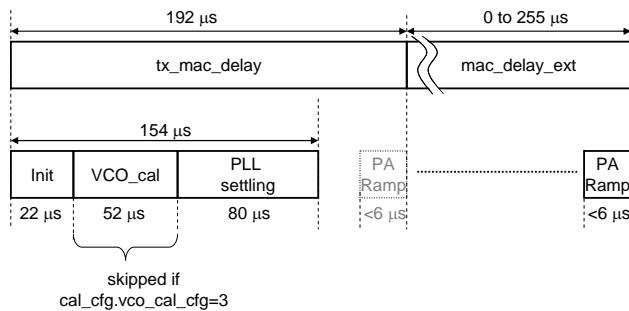 192 μs
0 to 255 μs
tx_mac_delay
mac_delay_ext
154 μs
Init
VCO_cal
PLL
settling
PA
Ramp
PA
Ramp
22 μs
52 μs
80 μs
<6 μs
<6 μs
skipped if
cal_cfg.vco_cal_cfg=3